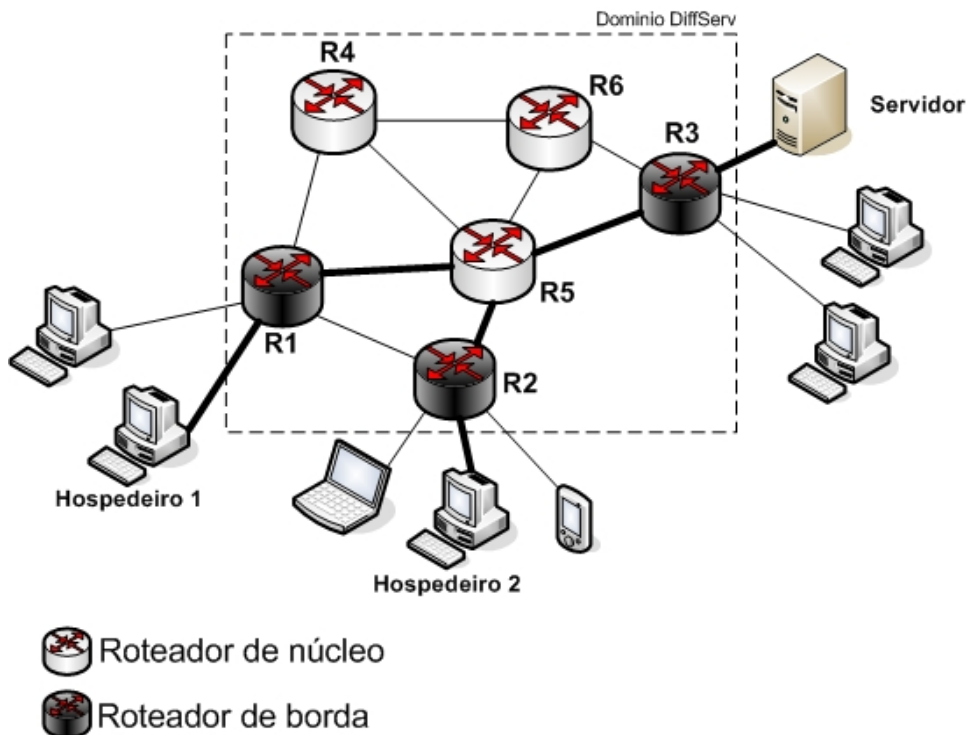 Dominio DiffServ
R4
R6
R3
Servidor
R5
R1
R2
Hospedeiro 1
Hospedeiro 2
Roteador de núcleo
Roteador de borda